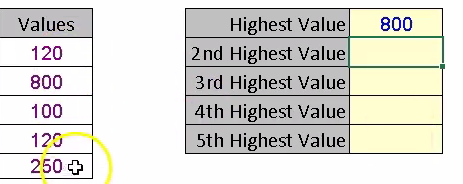 Values
120
800
100
120
250
Highest Value 800
2nd Highest Value
3rd Highest Value
4th Highest Value
5th Highest Value